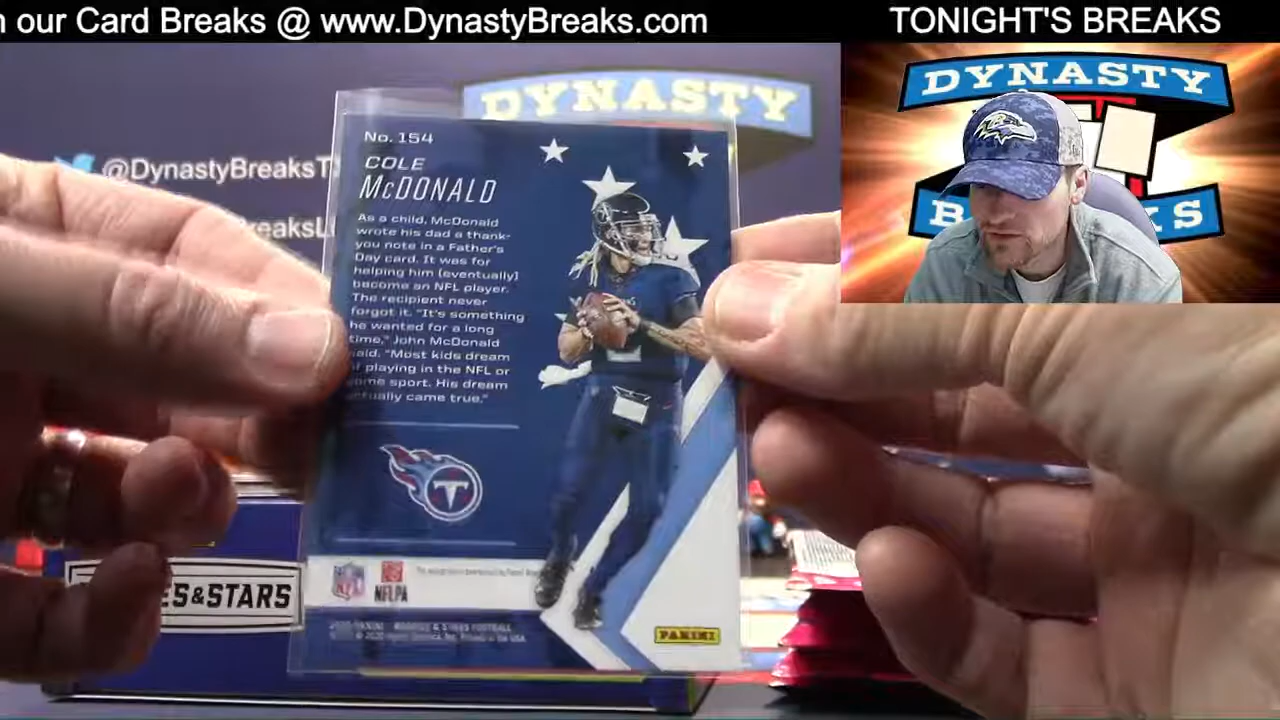 n our Card Breaks @ www.DynastyBreaks.com
TONIGHT'S BREAKS
DYNASTY
DYNASTY
@DynastyBreaksT
No. 154
COLE
McDONALD
As a child, McDonald
wrote his dad a thank-
you note in a Father's
Day card. It was for
helping him (eventually)
become an NFL player.
The recipient never
forgot it. "It's something
he wanted for a long
time," John McDonald
said. "Most kids dream
of playing in the NFL or
some sport. His dream
actually came true."
T
NFL
NFLPA
ES&STARS
PANINI